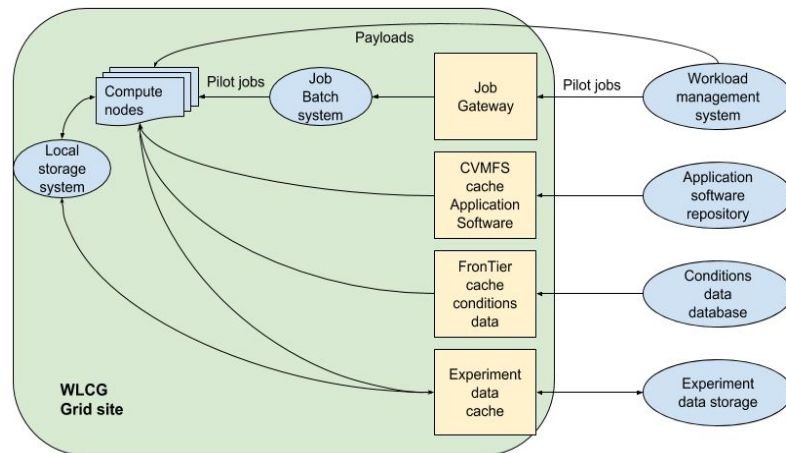 Payloads
Compute
nodes
Pilot jobs
Job
Batch
system
Job
Gateway
Pilot jobs
Workload
management
system
Local
storage
system
CVMFS
cache
Application
Software
Application
software
repository
FronTier
cache
conditions
data
Conditions
data
database
WLCG
Grid site
Experiment
data
cache
Experiment
data storage